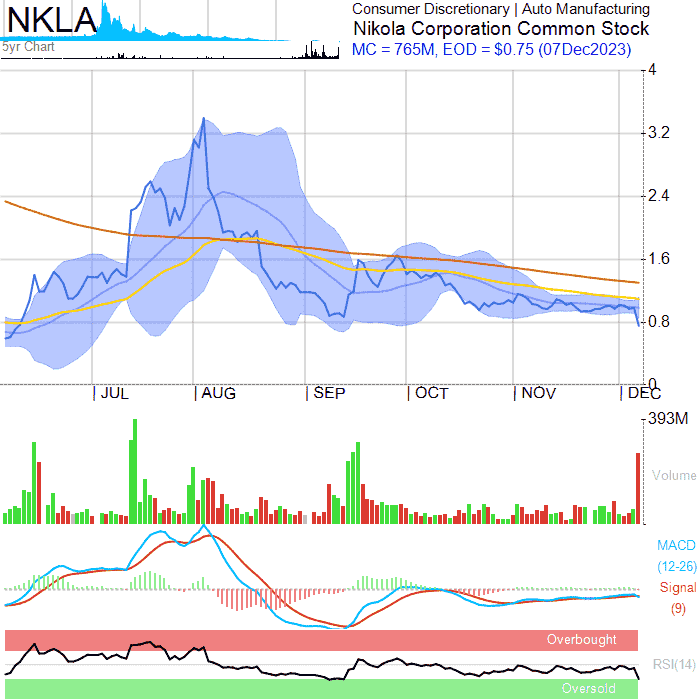 NKLA
5yr Chart
Consumer Discretionary | Auto Manufacturing
Nikola Corporation Common Stock
MC = 765M, EOD = $0.75 (07Dec2023)
4
3.2
2.4
1.6
0.8
0
JUL
AUG
SEP
OCT
NOV
DEC
393M
Volume
MACD
(12-26)
Signal
(9)
Overbought
RSI(14)
Oversold